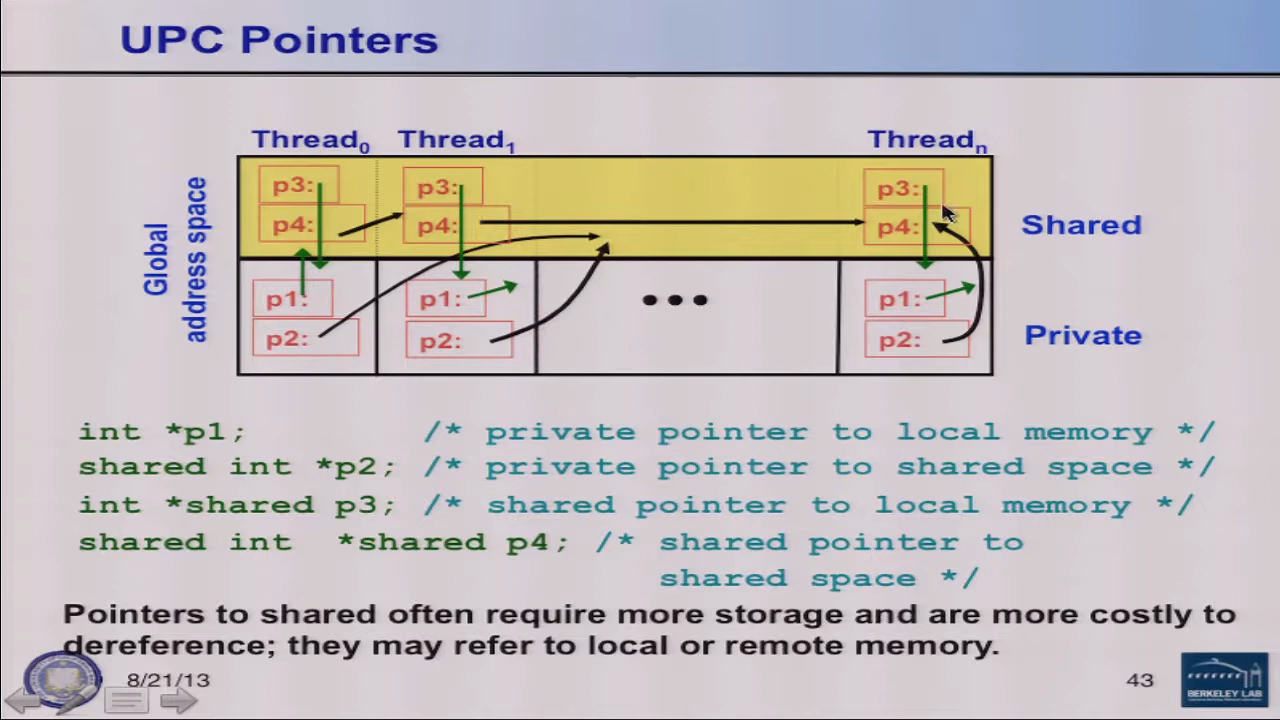 UPC Pointers
Thread0 Thread1 Threadn
Global
address space
p3: p3: p3:
p4: p4: p4:
Shared
p1: p1: p1:
p2: p2: p2:
Private
int *p1; /* private pointer to local memory */
shared int *p2; /* private pointer to shared space */
int *shared p3; /* shared pointer to local memory */
shared int *shared p4; /* shared pointer to
shared space */
Pointers to shared often require more storage and are more costly to
dereference; they may refer to local or remote memory.
8/21/13
43
BERKELEY LAB